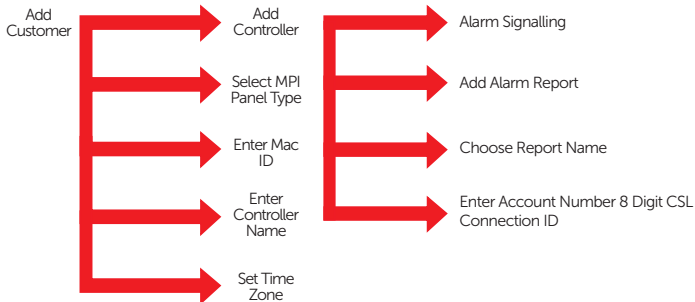 Add
Customer
Add
Controller
Select MPI
Panel Type
Enter Mac
ID
Enter
Controller
Name
Set Time
Zone
Alarm Signalling
Add Alarm Report
Choose Report Name
Enter Account Number 8 Digit CSL
Connection ID